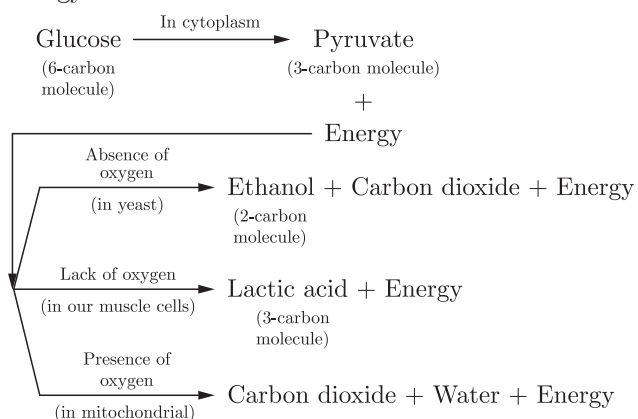 In cytoplasm
Glucose Pyruvate
(6-carbon (3-carbon molecule)
molecule)
+
Energy
Absence of
oxygen
Ethanol + Carbon dioxide + Energy
(in yeast)
(2-carbon
molecule)
Lack of oxygen
Lactic acid + Energy
(in our muscle cells)
(3-carbon
molecule)
Presence of
oxygen
Carbon dioxide + Water + Energy
(in mitochondrial)